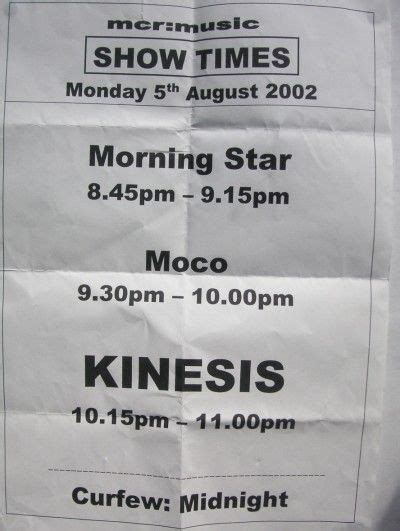 mcr:music
SHOW TIMES
Monday 5th August 2002
Morning Star
8.45pm – 9.15pm
Moco
9.30pm – 10.00pm
KINESIS
10.15pm – 11.00pm
Curfew: Midnight